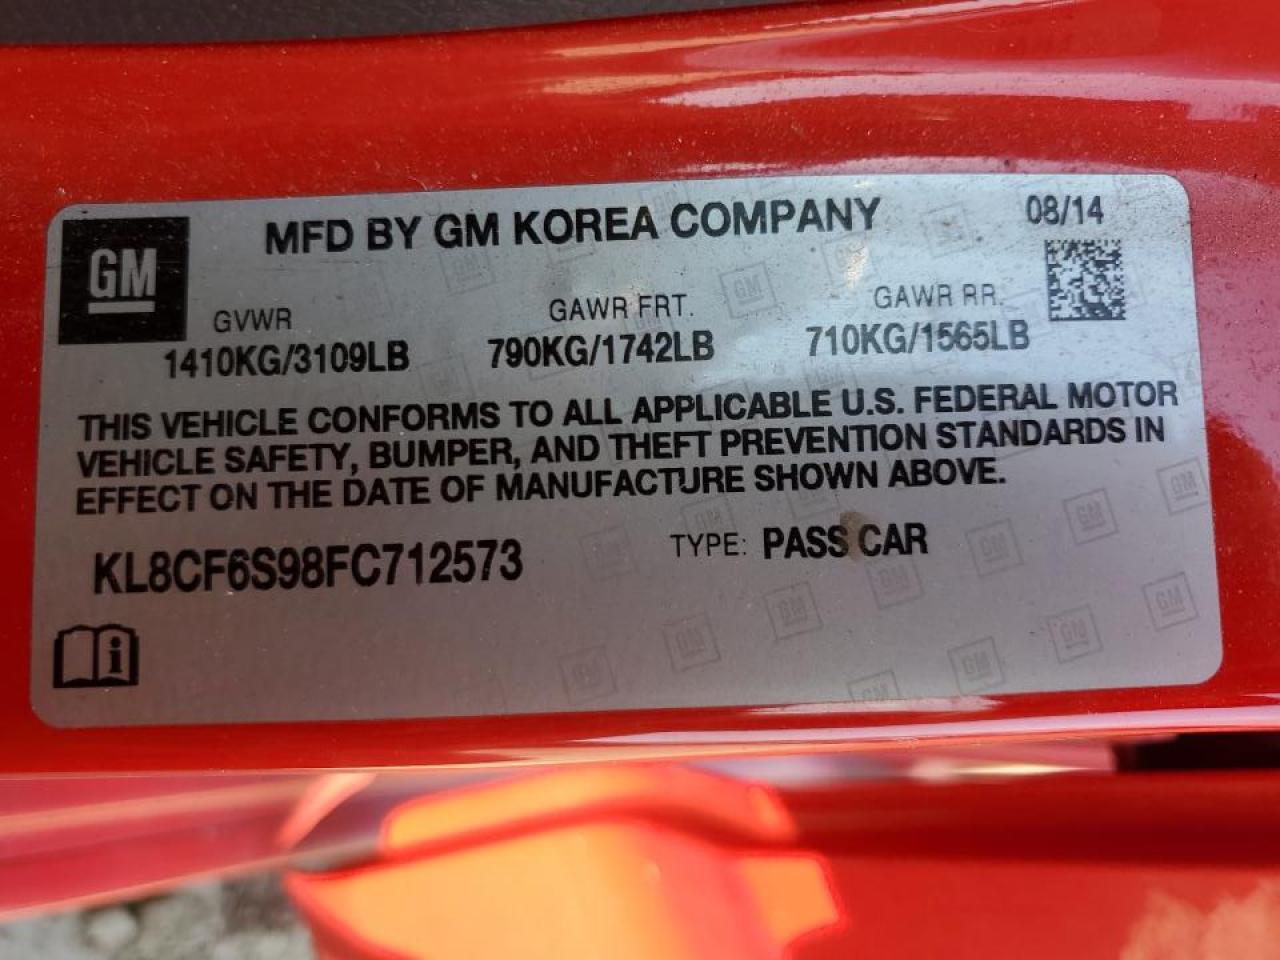 GM
MFD BY GM KOREA COMPANY
08/14
GVWR
1410KG/3109LB
GAWR FRT.
790KG/1742LB
GAWR RR.
710KG/1565LB
THIS VEHICLE CONFORMS TO ALL APPLICABLE U.S. FEDERAL MOTOR
VEHICLE SAFETY, BUMPER, AND THEFT PREVENTION STANDARDS IN
EFFECT ON THE DATE OF MANUFACTURE SHOWN ABOVE.
KL8CF6S98FC712573
TYPE: PASS CAR